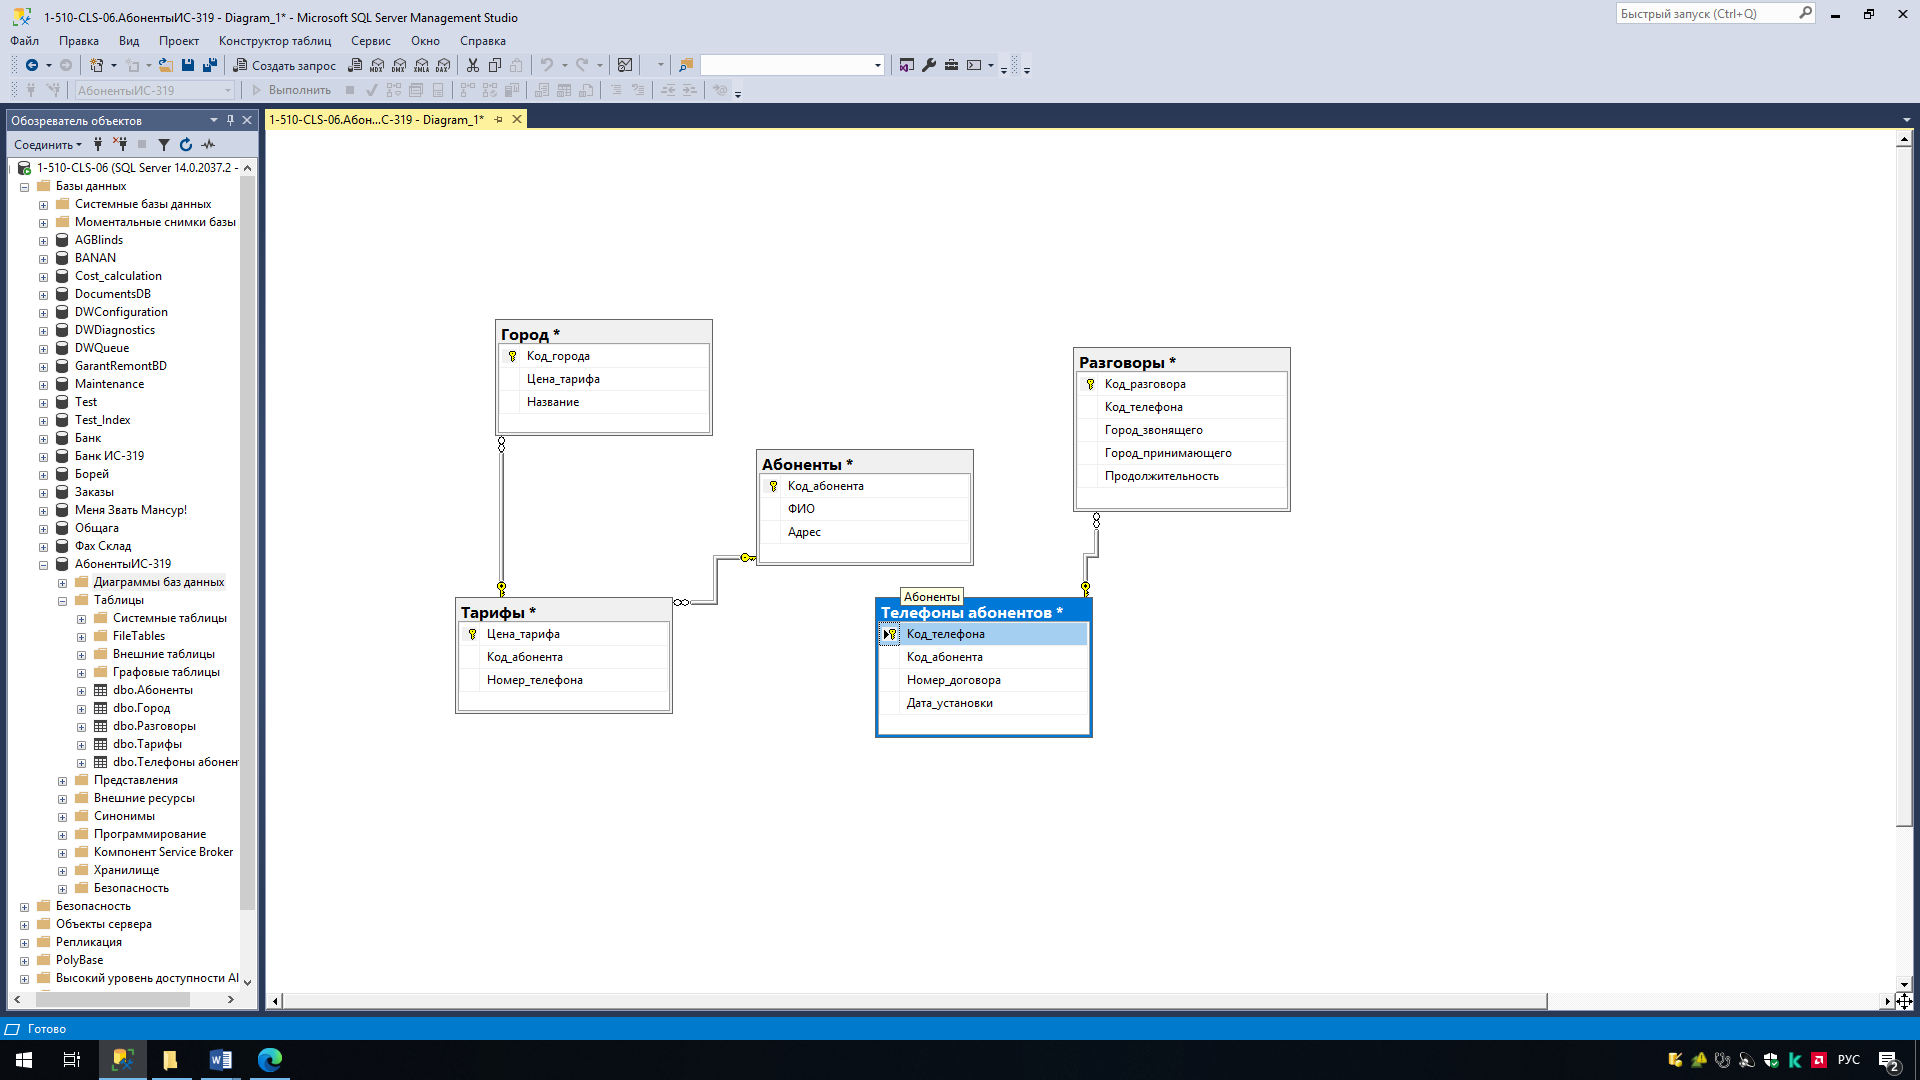 1-510-CLS-06.АбонентыИС-319 - Diagram_1* - Microsoft SQL Server Management Studio
Быстрый запуск (Ctrl+Q)
Файл Правка Вид Проект Конструктор таблиц Сервис Окно Справка
Создать запрос MDX DMX XMLA DAX
АбонентыИС-319 Выполнить
Обозреватель объектов
1-510-CLS-06.Абон...С-319 - Diagram_1*
Соединить
1-510-CLS-06 (SQL Server 14.0.2037.2 -
Базы данных
Системные базы данных
Моментальные снимки базы
AGBlinds
BANAN
Cost_calculation
DocumentsDB
DWConfiguration
DWDiagnostics
DWQueue
GarantRemontBD
Maintenance
Test
Test_Index
Банк
Банк ИС-319
Борей
Заказы
Меня Звать Мансур!
Общага
Фах Склад
АбонентыИС-319
Диаграммы баз данных
Таблицы
Системные таблицы
FileTables
Внешние таблицы
Графовые таблицы
dbo.Абоненты
dbo.Город
dbo.Разговоры
dbo.Тарифы
dbo.Телефоны абонен
Представления
Внешние ресурсы
Синонимы
Программирование
Компонент Service Broker
Хранилище
Безопасность
Безопасность
Объекты сервера
Репликация
PolyBase
Высокий уровень доступности Al
Город *
Код_города
Цена_тарифа
Название
Разговоры *
Код_разговора
Код_телефона
Город_звонящего
Город_принимающего
Продолжительность
Абоненты *
Код_абонента
ФИО
Адрес
Тарифы *
Цена_тарифа
Код_абонента
Номер_телефона
Абоненты
Телефоны абонентов *
Код_телефона
Код_абонента
Номер_договора
Дата_установки
Готово
РУС
2